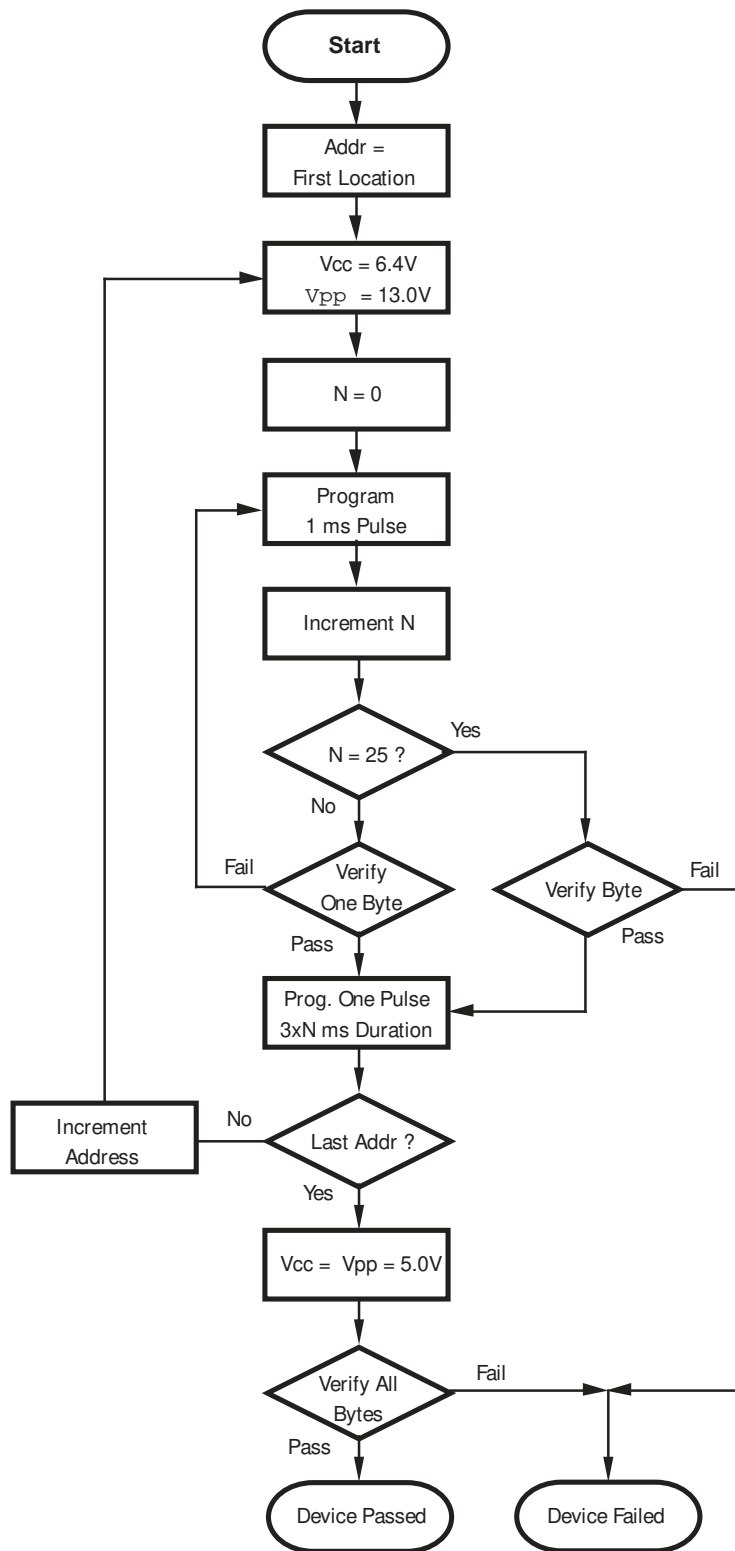 Start
Addr =
First Location
Vcc = 6.4V
Vpp = 13.0V
N = 0
Program
1 ms Pulse
Increment N
N = 25 ?
Yes
No
Fail
Verify
One Byte
Verify Byte
Fail
Pass
Pass
Prog. One Pulse
3xN ms Duration
Increment
Address
No
Last Addr ?
Yes
Vcc = Vpp = 5.0V
Verify All
Bytes
Fail
Pass
Device Passed
Device Failed